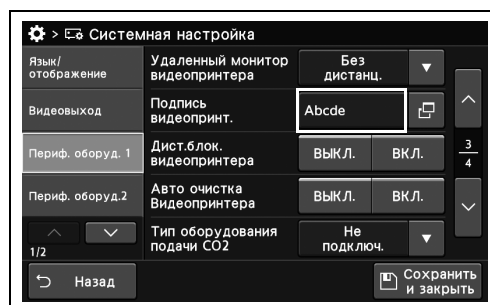 > Системная настройка
Язык/
отображение
Видеовыход
Периф. оборуд. 1
Периф. оборуд.2
1/2
Удаленный монитор
видеопринтера
Без
дистанц.
Подпись
видеопринт.
Abcde
Дист.блок.
видеопринтера
ВЫКЛ.
ВКЛ.
Авто очистка
Видеопринтера
ВЫКЛ.
ВКЛ.
Тип оборудования
подачи CO2
Не
подключ.
3
4
Назад
Сохранить
и закрыть